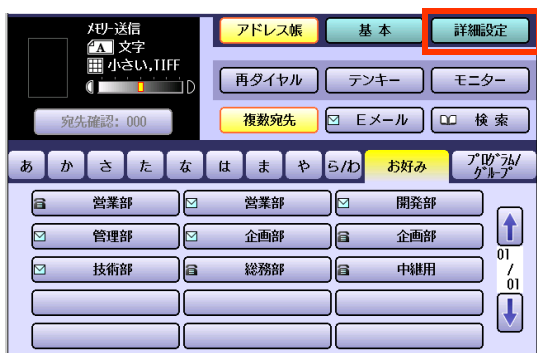 ﾒﾓﾘｰ送信
A 文字
小さい,TIFF
D
宛先確認: 000
アドレス帳 基本 詳細設定
再ダイヤル テンキー モニター
複数宛先 Eメール 検索
あ か さ た な は ま や ら/わ お好み ﾌﾟﾛｸﾞﾗﾑ/
ｸﾞﾙｰﾌﾟ
営業部 営業部 開発部
管理部 企画部 企画部
技術部 総務部 中継用
01
/
01